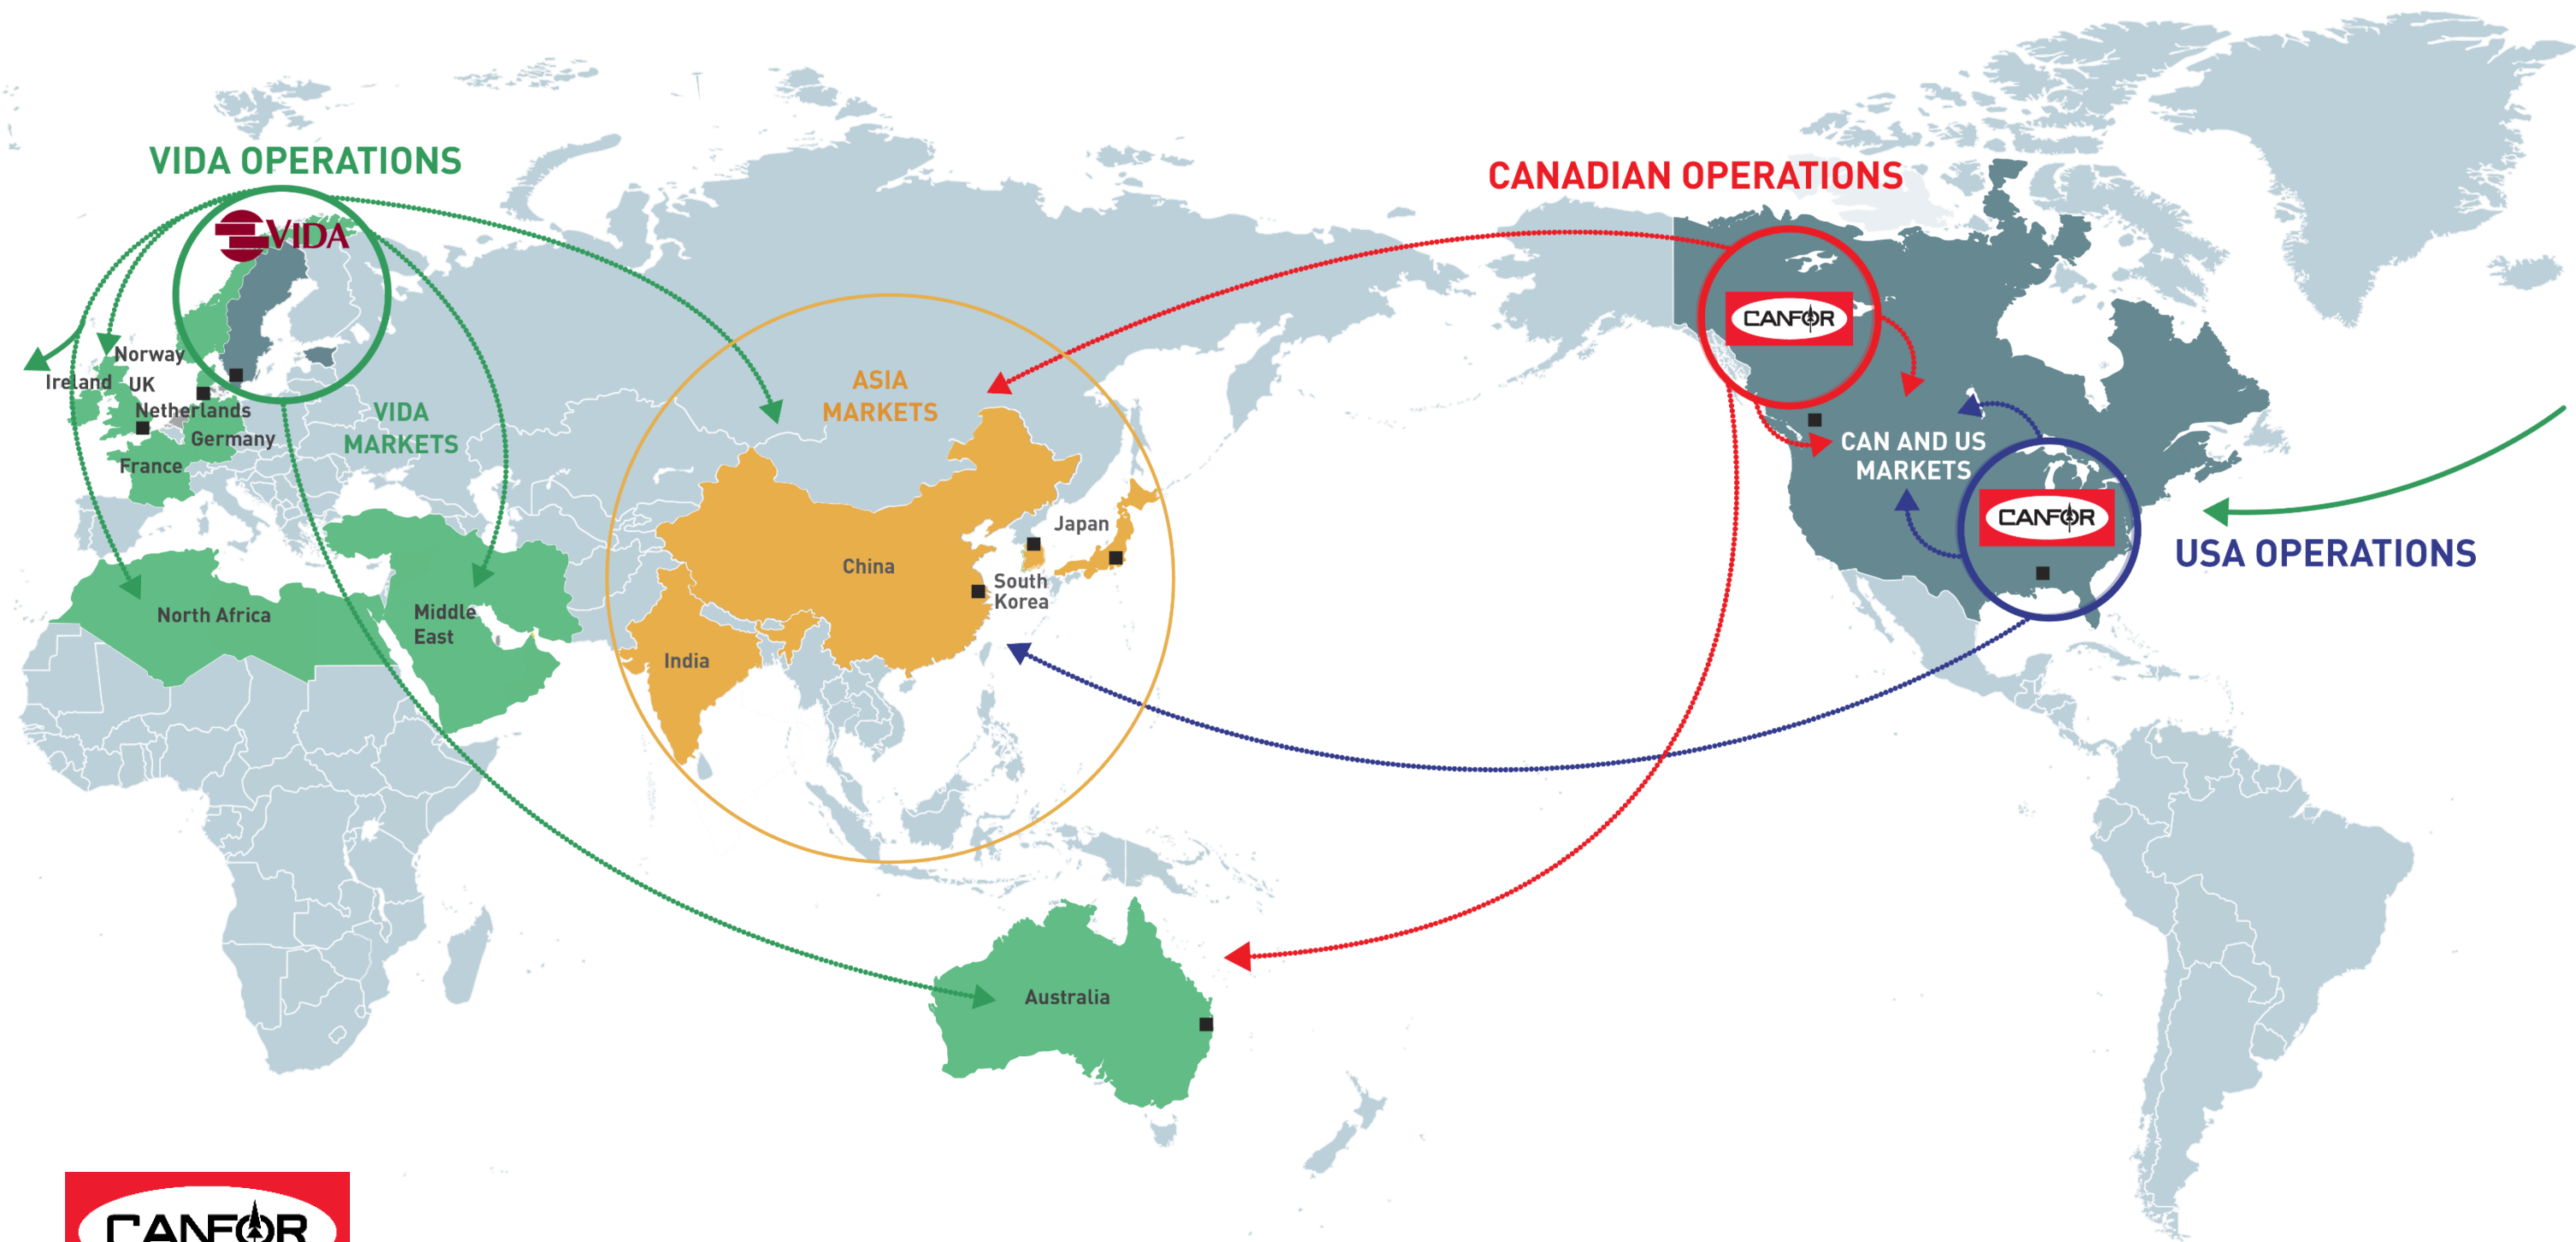 VIDA OPERATIONS
VIDA
CANADIAN OPERATIONS
CANFOR
Norway
Ireland
UK
Netherlands
Germany
France
VIDA
MARKETS
ASIA
MARKETS
CAN AND US
MARKETS
CANFOR
USA OPERATIONS
Japan
China
South
Korea
North Africa
Middle
East
India
Australia
CANFOR